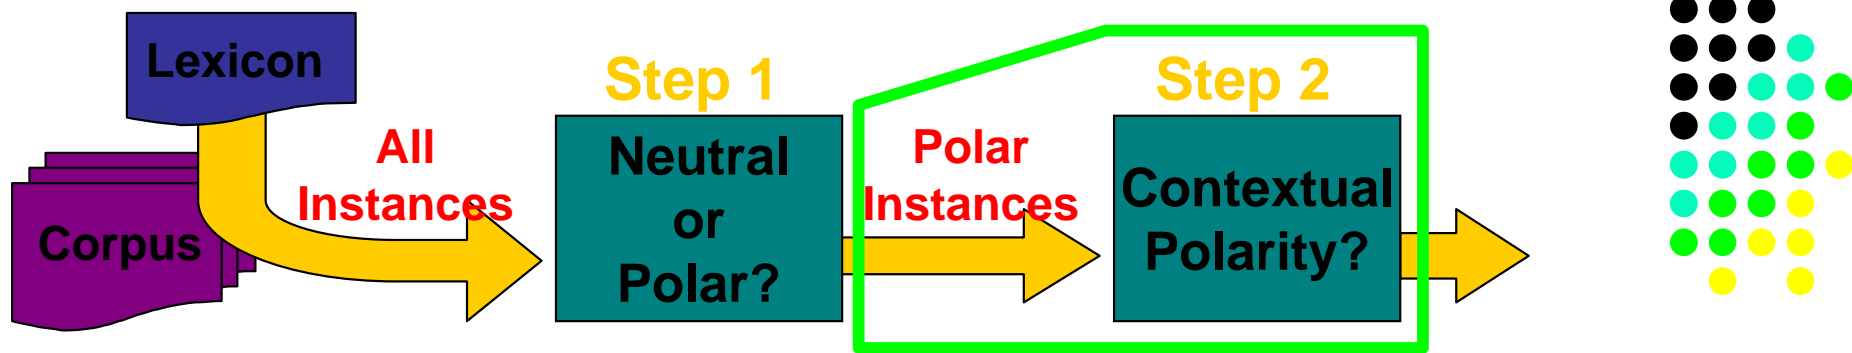 Lexicon
Corpus
All
Instances
Step 1
Neutral
or
Polar?
Polar
Instances
Step 2
Contextual
Polarity?